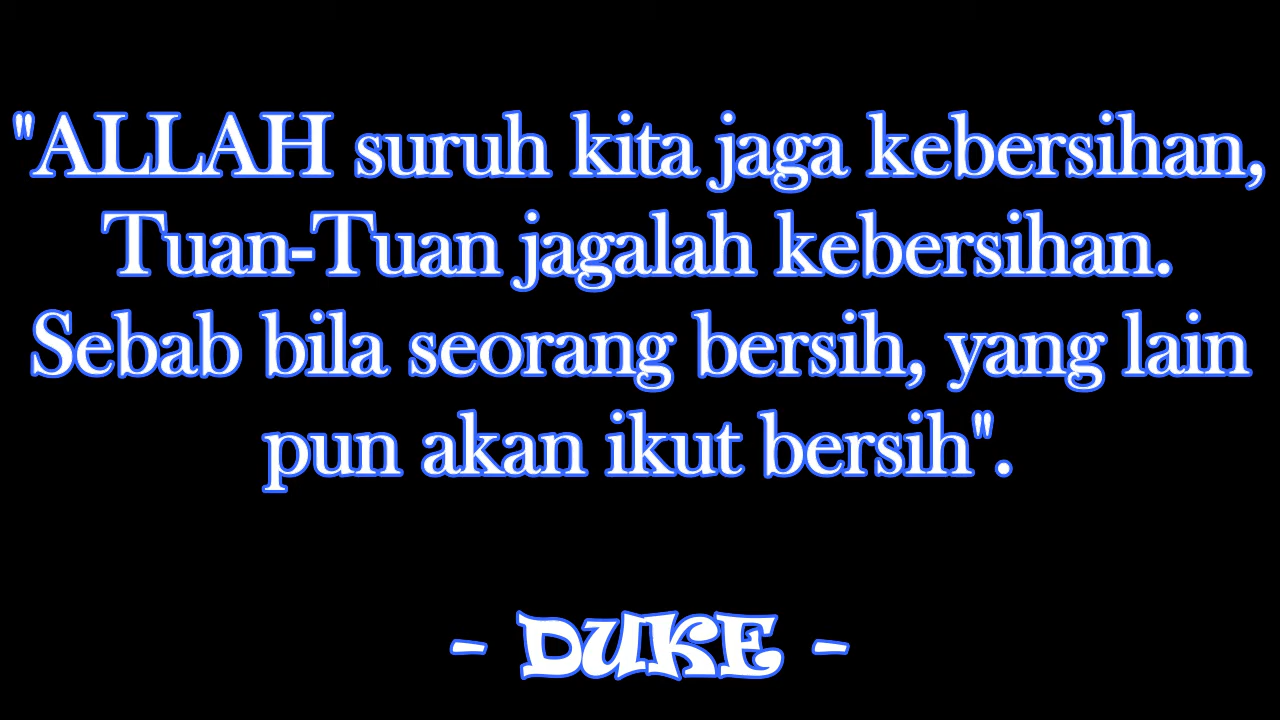 "ALLAH suruh kita jaga kebersihan,
Tuan-Tuan jagalah kebersihan.
Sebab bila seorang bersih, yang lain
pun akan ikut bersih".
- DUKE -